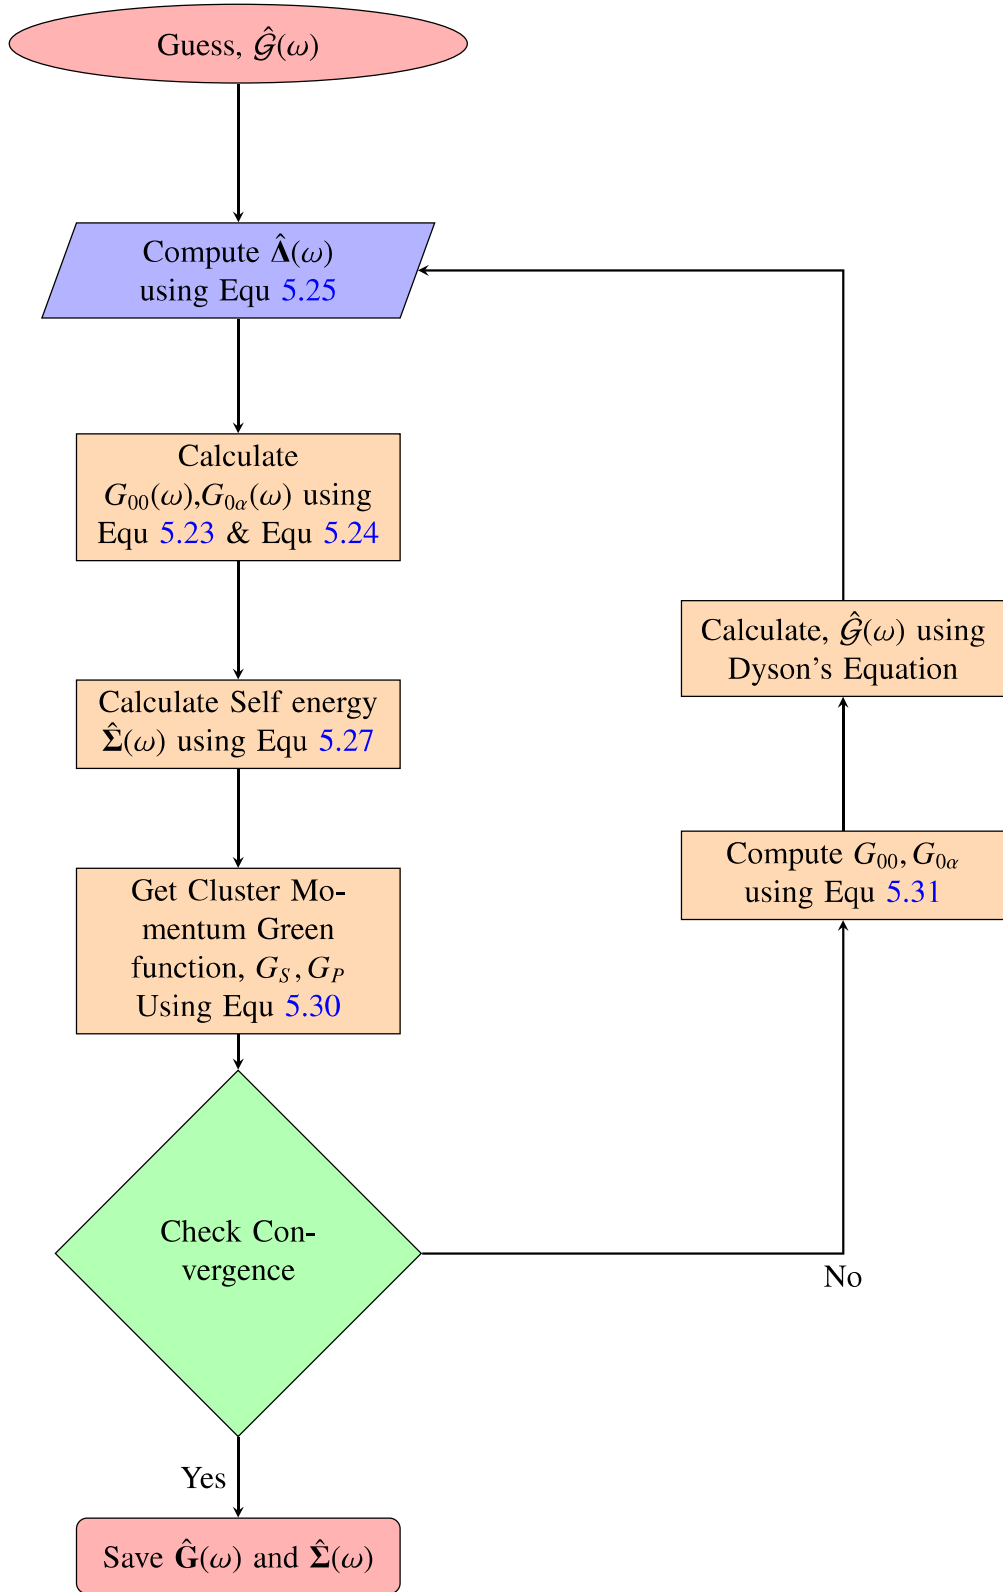 Guess, 𝒢̂(ω)
Compute Δ̂(ω)
using Equ 5.25
Calculate
G₀₀(ω),G₀α(ω) using
Equ 5.23 & Equ 5.24
Calculate Self energy
Σ̂(ω) using Equ 5.27
Get Cluster Mo-
mentum Green
function, G_S, G_P
Using Equ 5.30
Check Con-
vergence
Yes
Save Ĝ(ω) and Σ̂(ω)
No
Compute G₀₀, G₀α
using Equ 5.31
Calculate, 𝒢̂(ω) using
Dyson's Equation